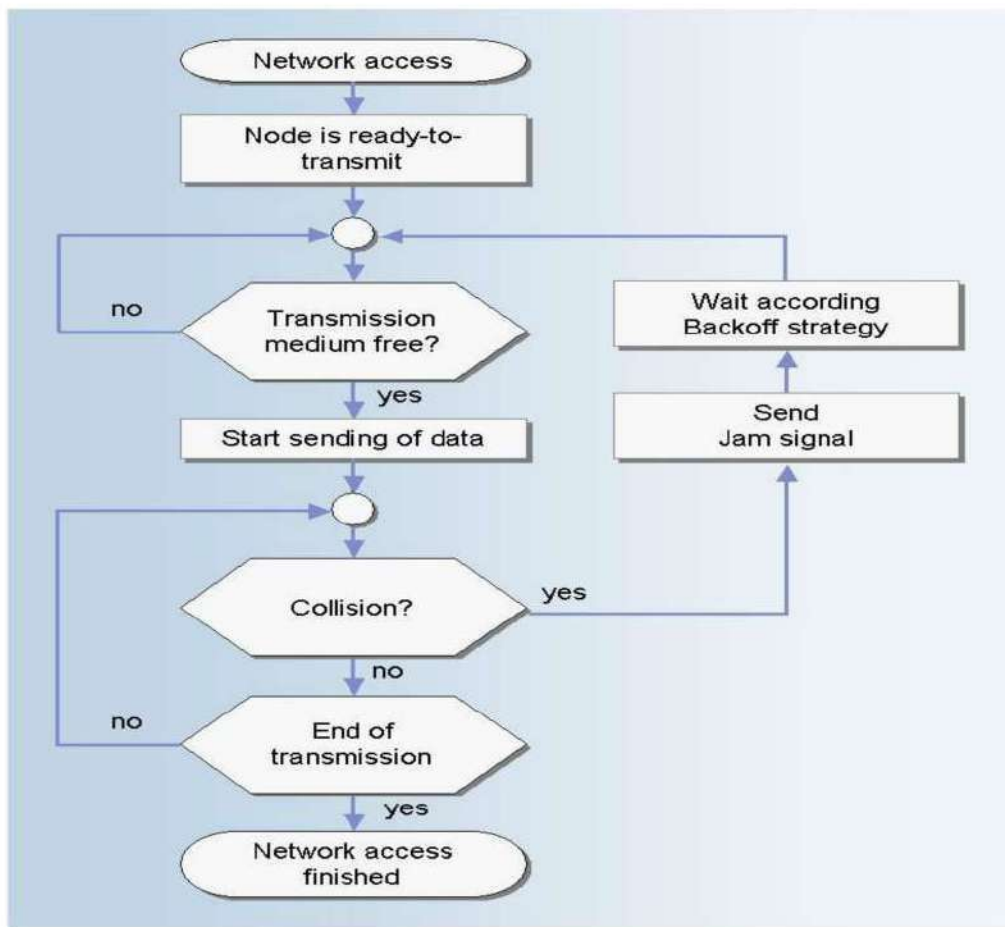 Network access
Node is ready-to-
transmit
no
Transmission
medium free?
yes
Wait according
Backoff strategy
Send
Jam signal
Start sending of data
Collision?
yes
no
no
End of
transmission
yes
Network access
finished